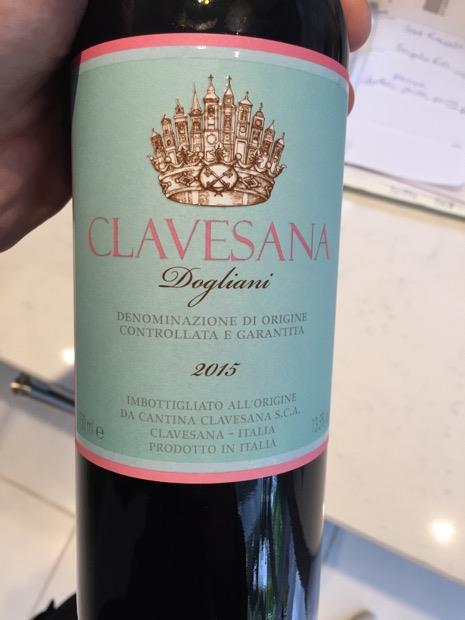 CLAVESANA
Dogliani
DENOMINAZIONE DI ORIGINE
CONTROLLATA E GARANTITA
2015
IMBOTTIGLIATO ALL'ORIGINE
DA CANTINA CLAVESANA S.C.A.
CLAVESANA - ITALIA
PRODOTTO IN ITALIA